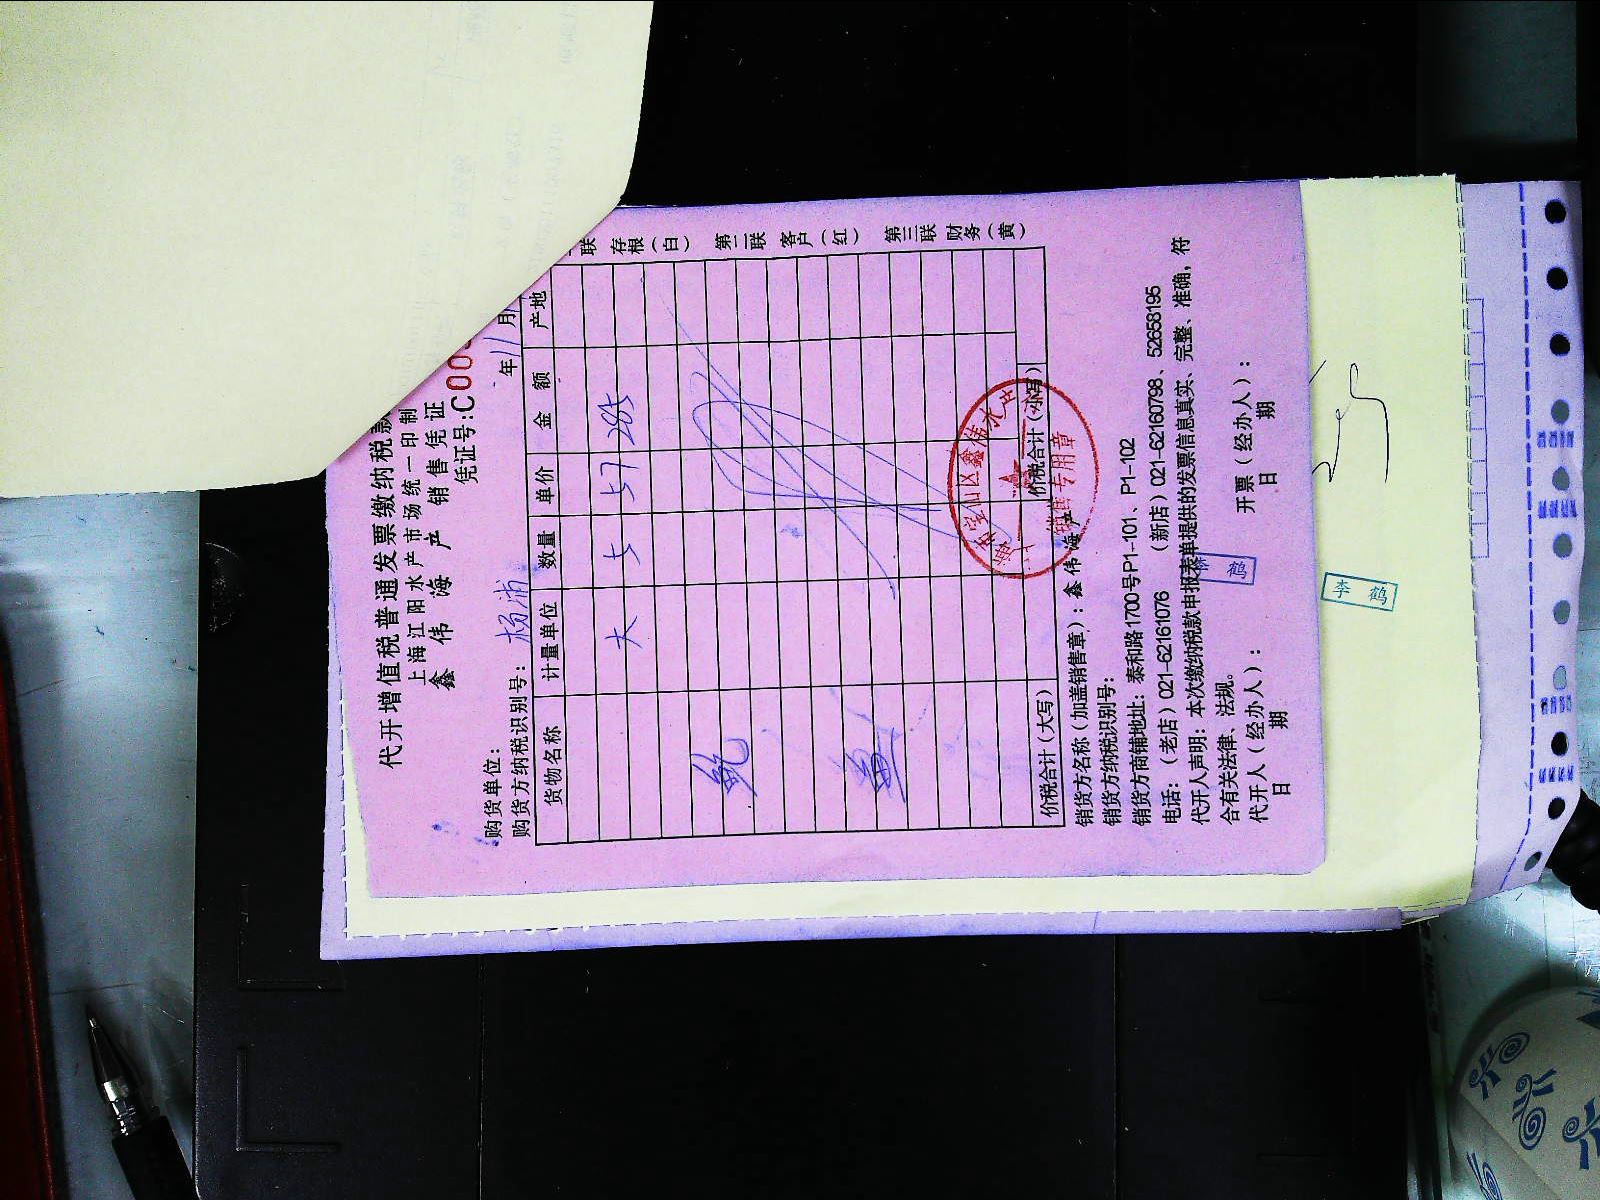 代开增值税普通发票缴纳税款
上海江阳水产市场统一印制
鑫伟海产 销售凭证
凭证号:C00
购货单位:
年 11 月
购货方纳税识别号: 杨浦
货物名称 计量单位 数量 单价 金额 产地
大 5 57 285
鲍
鱼
价税合计(大写) 价税合计(小写)
联 存根(白) 第二联 客户(红) 第三联 财务(黄)
销货方名称(加盖销售章): 鑫伟海产
宝山区鑫伟水产
销售专用章
销货方纳税识别号:
销货方商铺地址: 泰和路1700号P1-101、P1-102
电话: (老店) 021-62161076 (新店) 021-62160798、52658195
代开人声明: 本次缴纳税款申报表单提供的发票信息真实、完整、准确,符
合有关法律、法规。
代开人(经办人): 开票(经办人):
日 期 日 期
鹤
李鹤